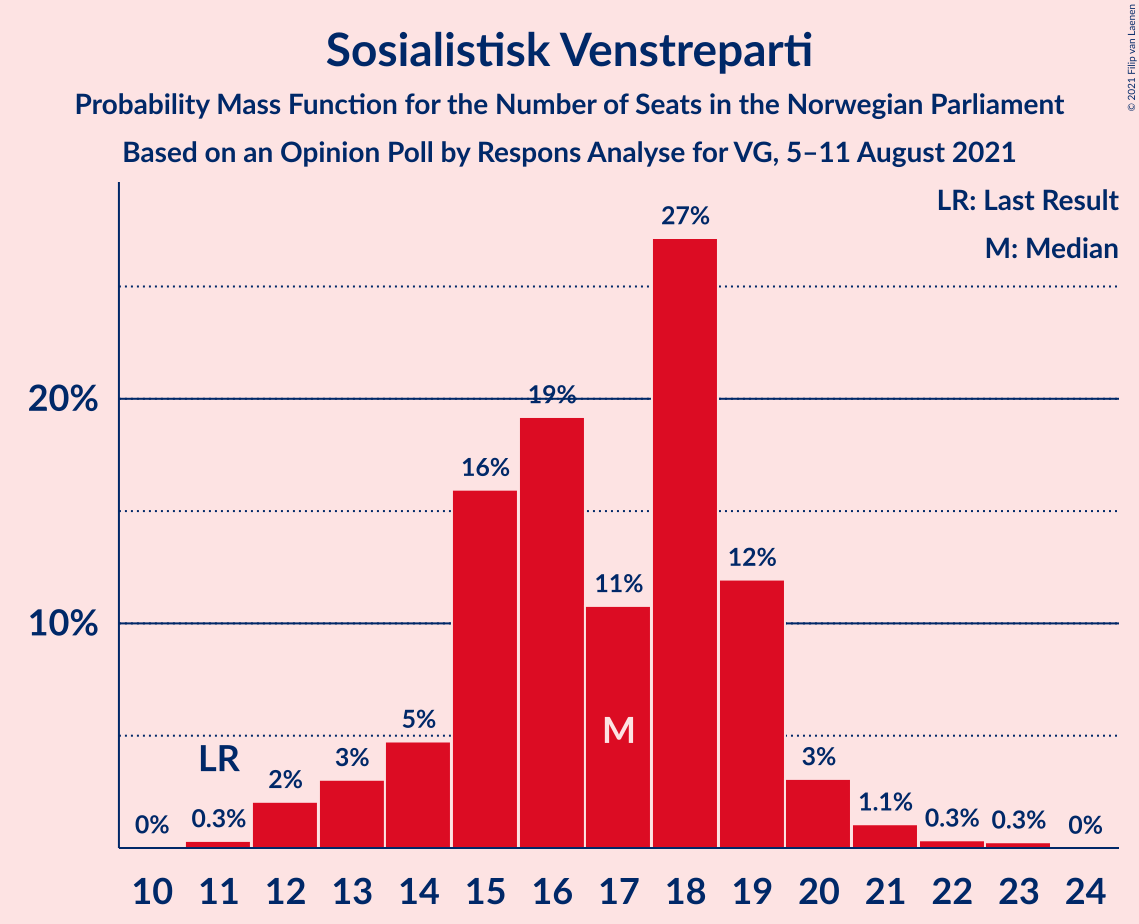 Sosialistisk Venstreparti
Probability Mass Function for the Number of Seats in the Norwegian Parliament
Based on an Opinion Poll by Respons Analyse for VG, 5–11 August 2021
© 2021 Filip van Laenen
LR: Last Result
M: Median
27%
20%
19%
16%
12%
11%
10%
M
5%
LR
3%
3%
2%
1.1%
0%
0.3%
0.3%
0.3%
0%
10 11 12 13 14 15 16 17 18 19 20 21 22 23 24